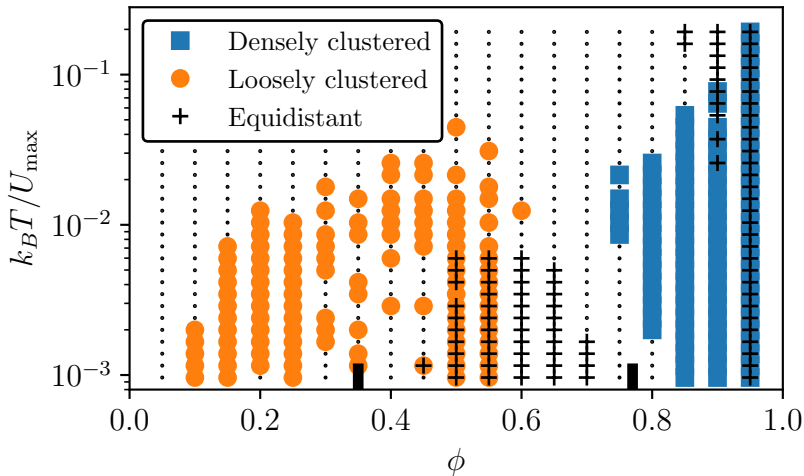 Densely clustered
Loosely clustered
Equidistant
10⁻¹
10⁻²
10⁻³
k_B T/U_max
0.0 0.2 0.4 0.6 0.8 1.0
ϕ